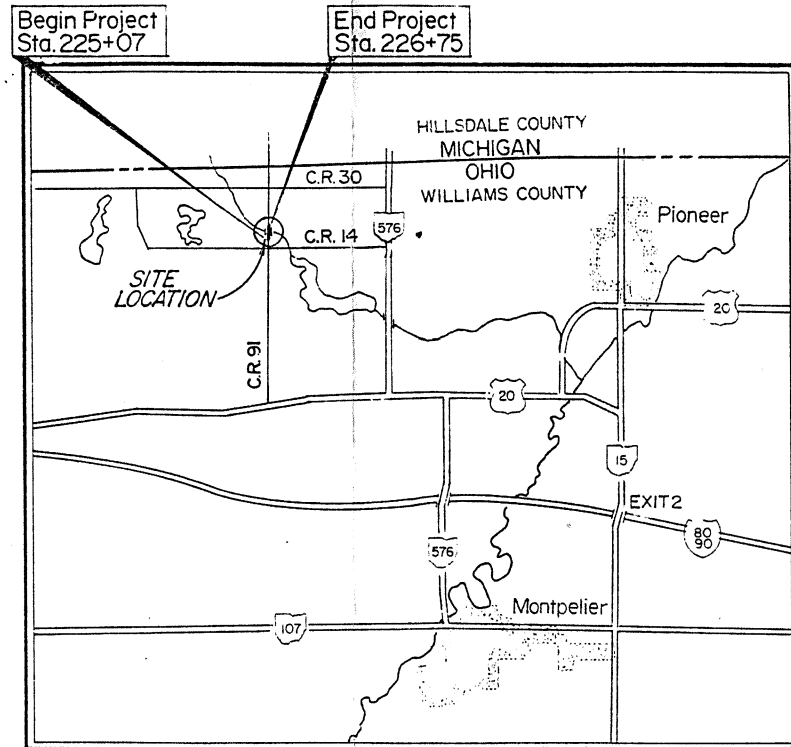 Begin Project
Sta. 225+07
End Project
Sta. 226+75
HILLSDALE COUNTY
MICHIGAN
OHIO
WILLIAMS COUNTY
C.R. 30
Pioneer
576
C.R. 14
SITE
LOCATION
20
C.R. 91
20
15
EXIT 2
80
90
576
Montpelier
107